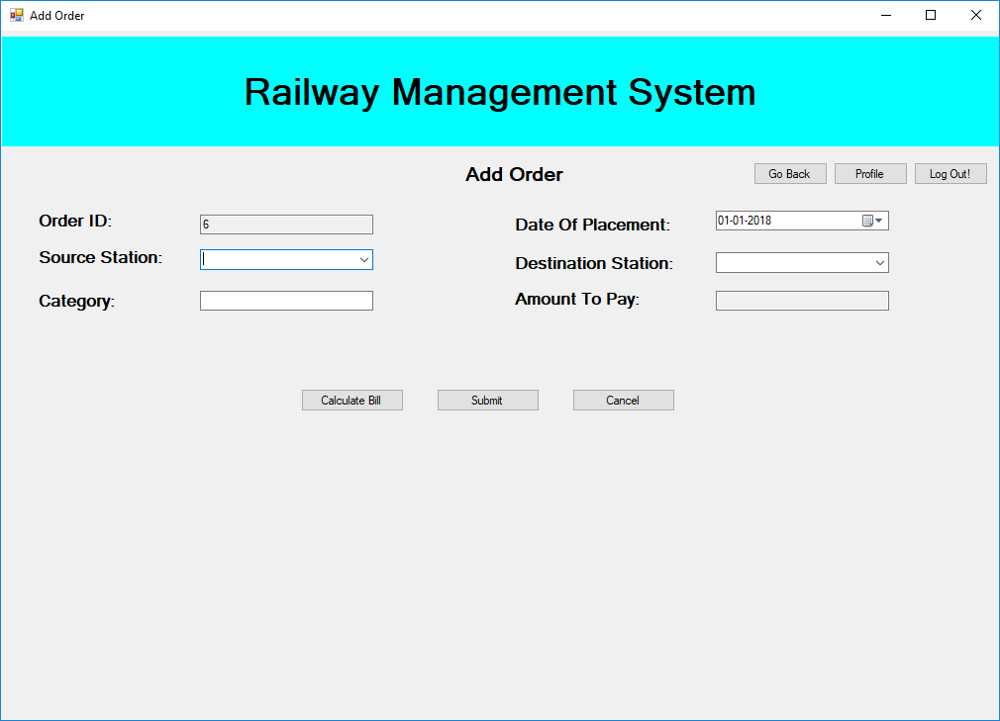 Add Order
Railway Management System
Add Order
Go Back
Profile
Log Out!
Order ID:
6
Date Of Placement:
01-01-2018
Source Station:
Destination Station:
Category:
Amount To Pay:
Calculate Bill
Submit
Cancel